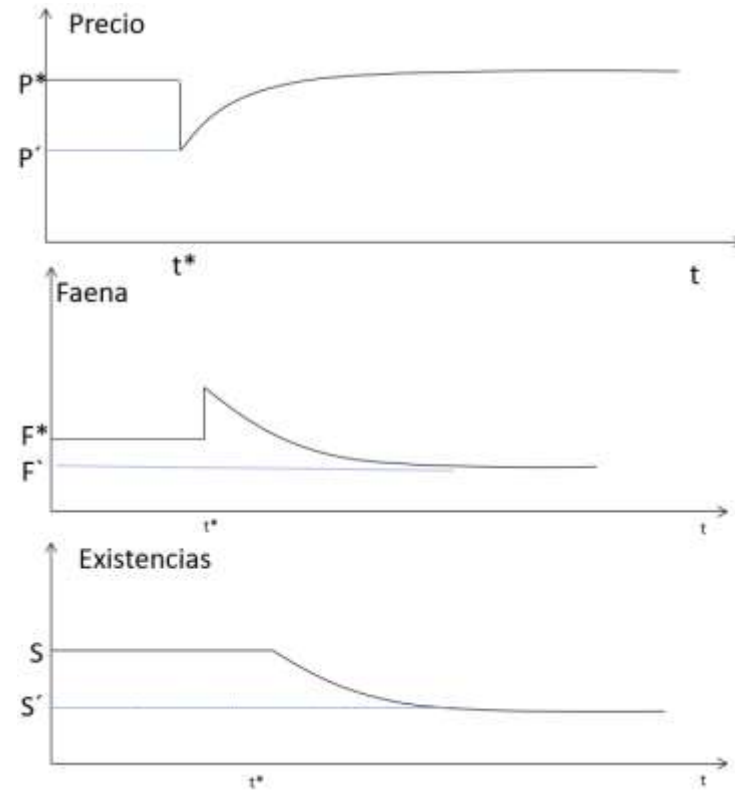 Precio
P*
P´
t*
t
Faena
F*
F`
t*
t
Existencias
S
S´
t*
t